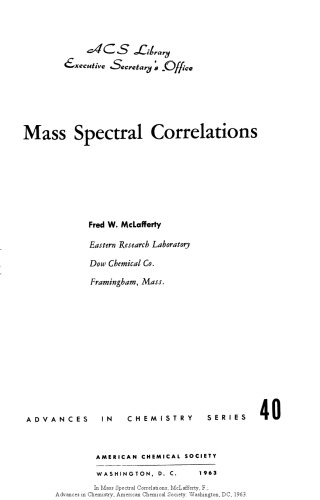 ACS Library
Executive Secretary's Office
Mass Spectral Correlations
Fred W. McLafferty
Eastern Research Laboratory
Dow Chemical Co.
Framingham, Mass.
ADVANCES IN CHEMISTRY SERIES 40
AMERICAN CHEMICAL SOCIETY
WASHINGTON, D. C. 1963
In Mass Spectral Correlations; McLafferty, F.;
Advances in Chemistry; American Chemical Society: Washington, DC, 1963.